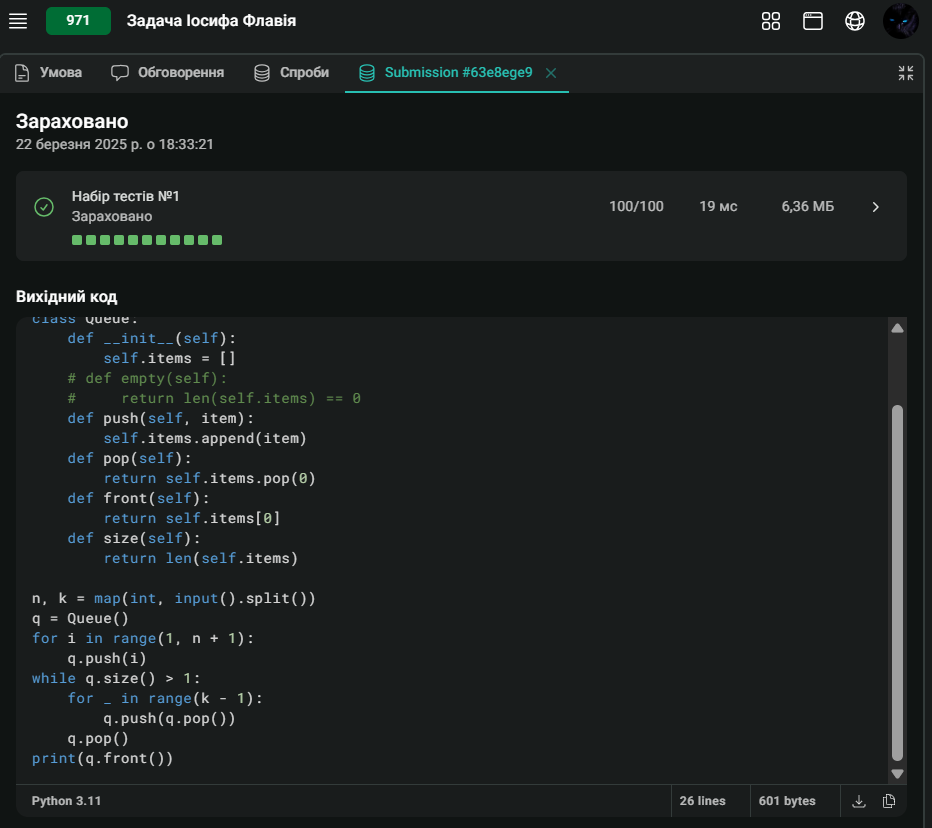 971 Задача Іосифа Флавія
Умова Обговорення Спроби Submission #63e8ege9
Зараховано
22 березня 2025 р. о 18:33:21
Набір тестів №1
Зараховано
100/100 19 мс 6,36 МБ
Вихідний код
class Queue:
    def __init__(self):
        self.items = []
    # def empty(self):
    #     return len(self.items) == 0
    def push(self, item):
        self.items.append(item)
    def pop(self):
        return self.items.pop(0)
    def front(self):
        return self.items[0]
    def size(self):
        return len(self.items)

n, k = map(int, input().split())
q = Queue()
for i in range(1, n + 1):
    q.push(i)
while q.size() > 1:
    for _ in range(k - 1):
        q.push(q.pop())
    q.pop()
print(q.front())
Python 3.11 26 lines 601 bytes